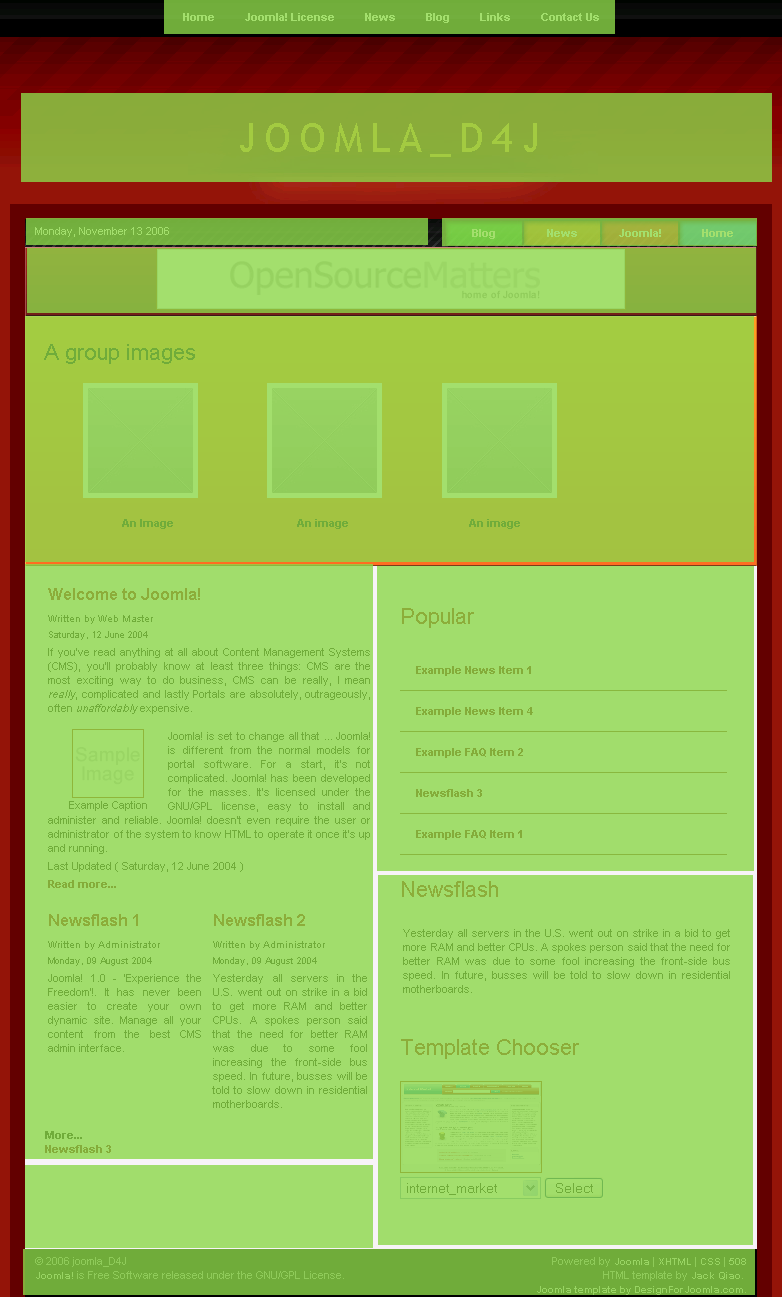 Home Joomla! License News Blog Links Contact Us
JOOMLA_D4J
Monday, November 13 2006
Blog News Joomla! Home
OpenSourceMatters
home of Joomla!
A group images
An Image An image An image
Welcome to Joomla!
Written by Web Master
Saturday, 12 June 2004
If you've read anything at all about Content Management Systems
(CMS), you'll probably know at least three things: CMS are the
most exciting way to do business, CMS can be really, I mean
really, complicated and lastly Portals are absolutely, outrageously,
often unaffordably expensive.
Sample
Image
Example Caption
Joomla! is set to change all that ... Joomla!
is different from the normal models for
portal software. For a start, it's not
complicated. Joomla! has been developed
for the masses. It's licensed under the
GNU/GPL license, easy to install and
administer and reliable. Joomla! doesn't even require the user or
administrator of the system to know HTML to operate it once it's up
and running.
Last Updated ( Saturday, 12 June 2004 )
Read more...
Newsflash 1
Written by Administrator
Monday, 09 August 2004
Joomla! 1.0 - 'Experience the
Freedom'!. It has never been
easier to create your own
dynamic site. Manage all your
content from the best CMS
admin interface.
Newsflash 2
Written by Administrator
Monday, 09 August 2004
Yesterday all servers in the
U.S. went out on strike in a bid
to get more RAM and better
CPUs. A spokes person said
that the need for better RAM
was due to some fool
increasing the front-side bus
speed. In future, busses will be
told to slow down in residential
motherboards.
More...
Newsflash 3
Popular
Example News Item 1
Example News Item 4
Example FAQ Item 2
Newsflash 3
Example FAQ Item 1
Newsflash
Yesterday all servers in the U.S. went out on strike in a bid to get
more RAM and better CPUs. A spokes person said that the need for
better RAM was due to some fool increasing the front-side bus
speed. In future, busses will be told to slow down in residential
motherboards.
Template Chooser
internet_market Select
© 2006 joomla_D4J
Joomla! is Free Software released under the GNU/GPL License.
Powered by Joomla | XHTML | CSS | 508
HTML template by Jack Qiao.
Joomla template by DesignForJoomla.com